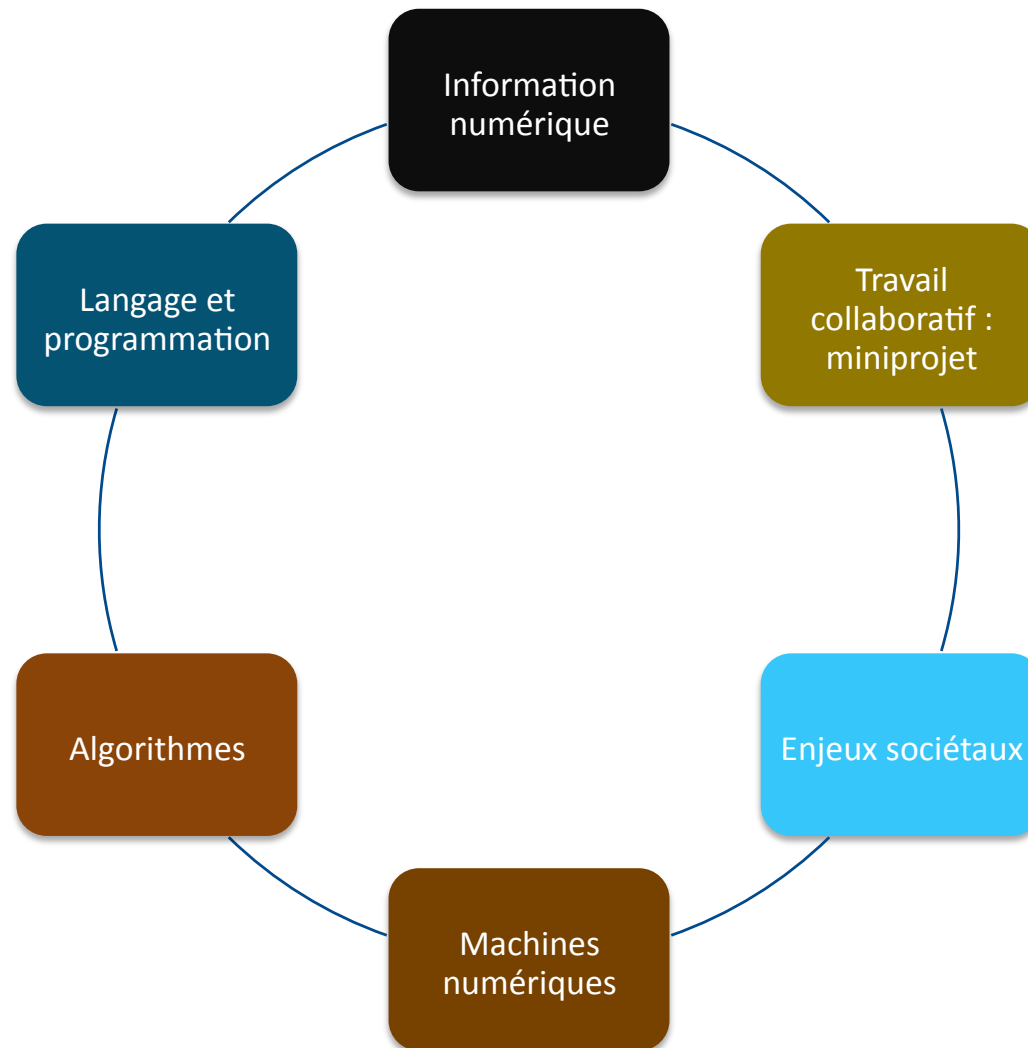 Information
numérique
Travail
collaboratif :
miniprojet
Enjeux sociétaux
Machines
numériques
Algorithmes
Langage et
programmation